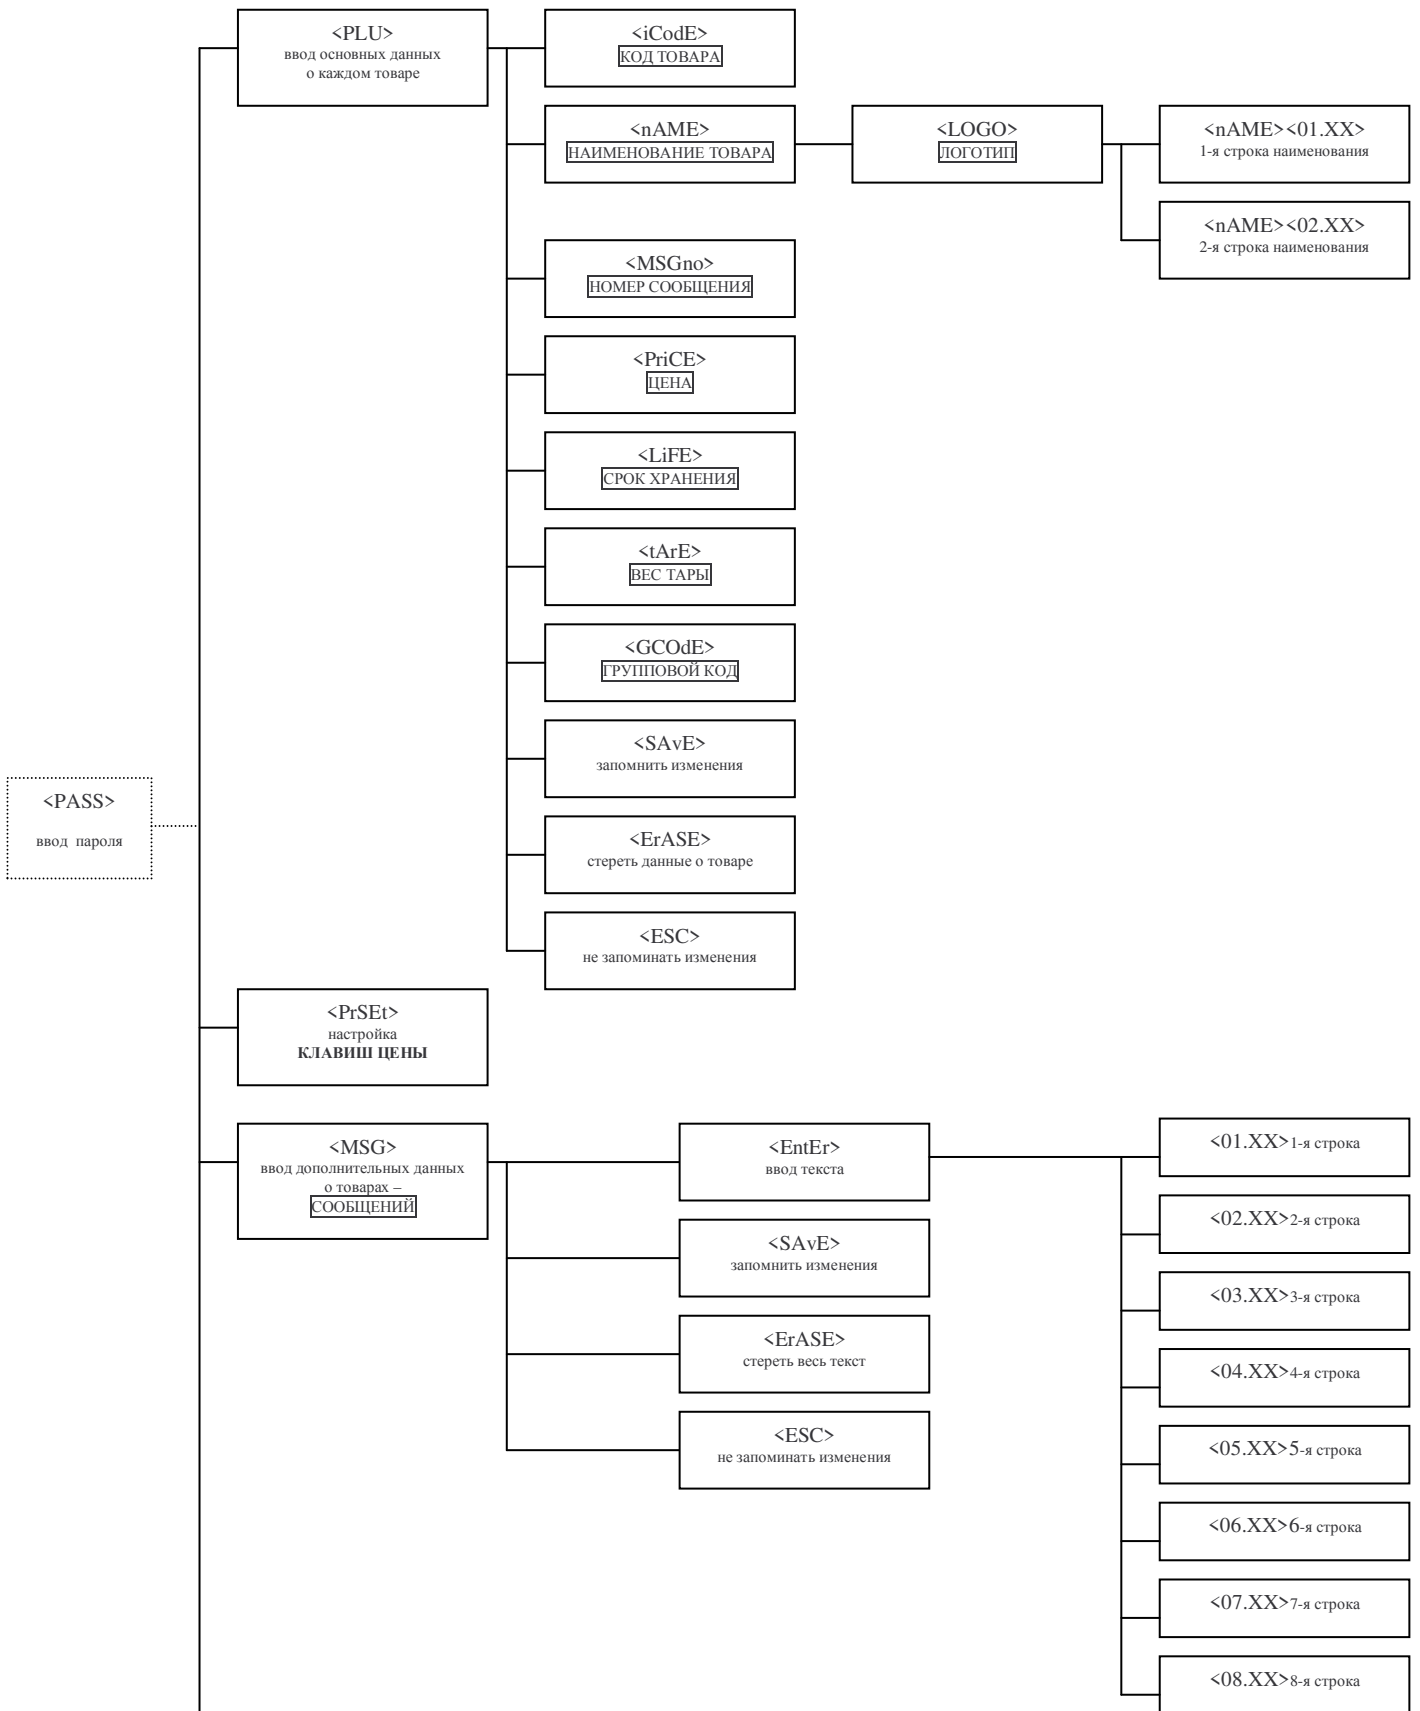 <PLU>
ввод основных данных
о каждом товаре
<iCodE>
КОД ТОВАРА
<nAME>
НАИМЕНОВАНИЕ ТОВАРА
<LOGO>
ЛОГОТИП
<nAME><01.XX>
1-я строка наименования
<nAME><02.XX>
2-я строка наименования
<MSGno>
НОМЕР СООБЩЕНИЯ
<PriCE>
ЦЕНА
<LiFE>
СРОК ХРАНЕНИЯ
<tArE>
ВЕС ТАРЫ
<GCOdE>
ГРУППОВОЙ КОД
<SAvE>
запомнить изменения
<PASS>
ввод пароля
<ErASE>
стереть данные о товаре
<ESC>
не запоминать изменения
<PrSEt>
настройка
КЛАВИШ ЦЕНЫ
<MSG>
ввод дополнительных данных
о товарах –
СООБЩЕНИЙ
<EntEr>
ввод текста
<SAvE>
запомнить изменения
<ErASE>
стереть весь текст
<ESC>
не запоминать изменения
<01.XX>1-я строка
<02.XX>2-я строка
<03.XX>3-я строка
<04.XX>4-я строка
<05.XX>5-я строка
<06.XX>6-я строка
<07.XX>7-я строка
<08.XX>8-я строка